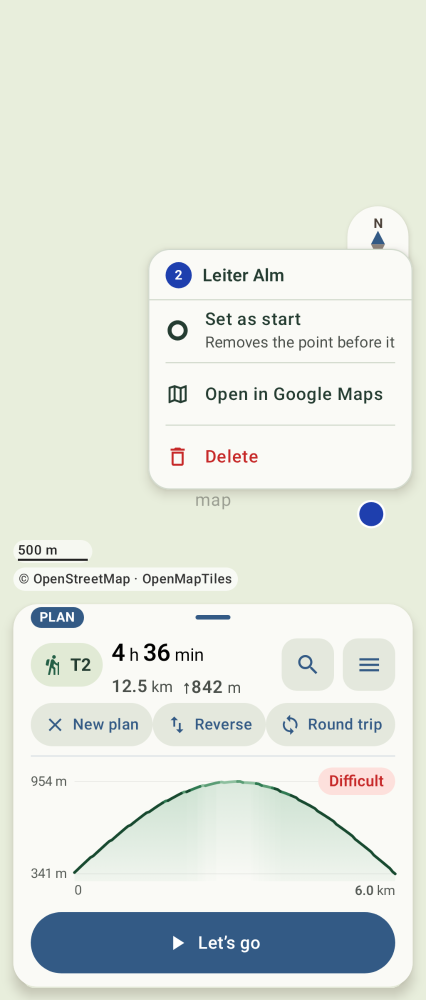 N
2
Leiter Alm
Set as start
Removes the point before it
Open in Google Maps
Delete
map
500 m
© OpenStreetMap · OpenMapTiles
PLAN
T2
4 h 36 min
12.5 km ↑842 m
New plan
Reverse
Round trip
954 m
Difficult
341 m
0
6.0 km
Let's go